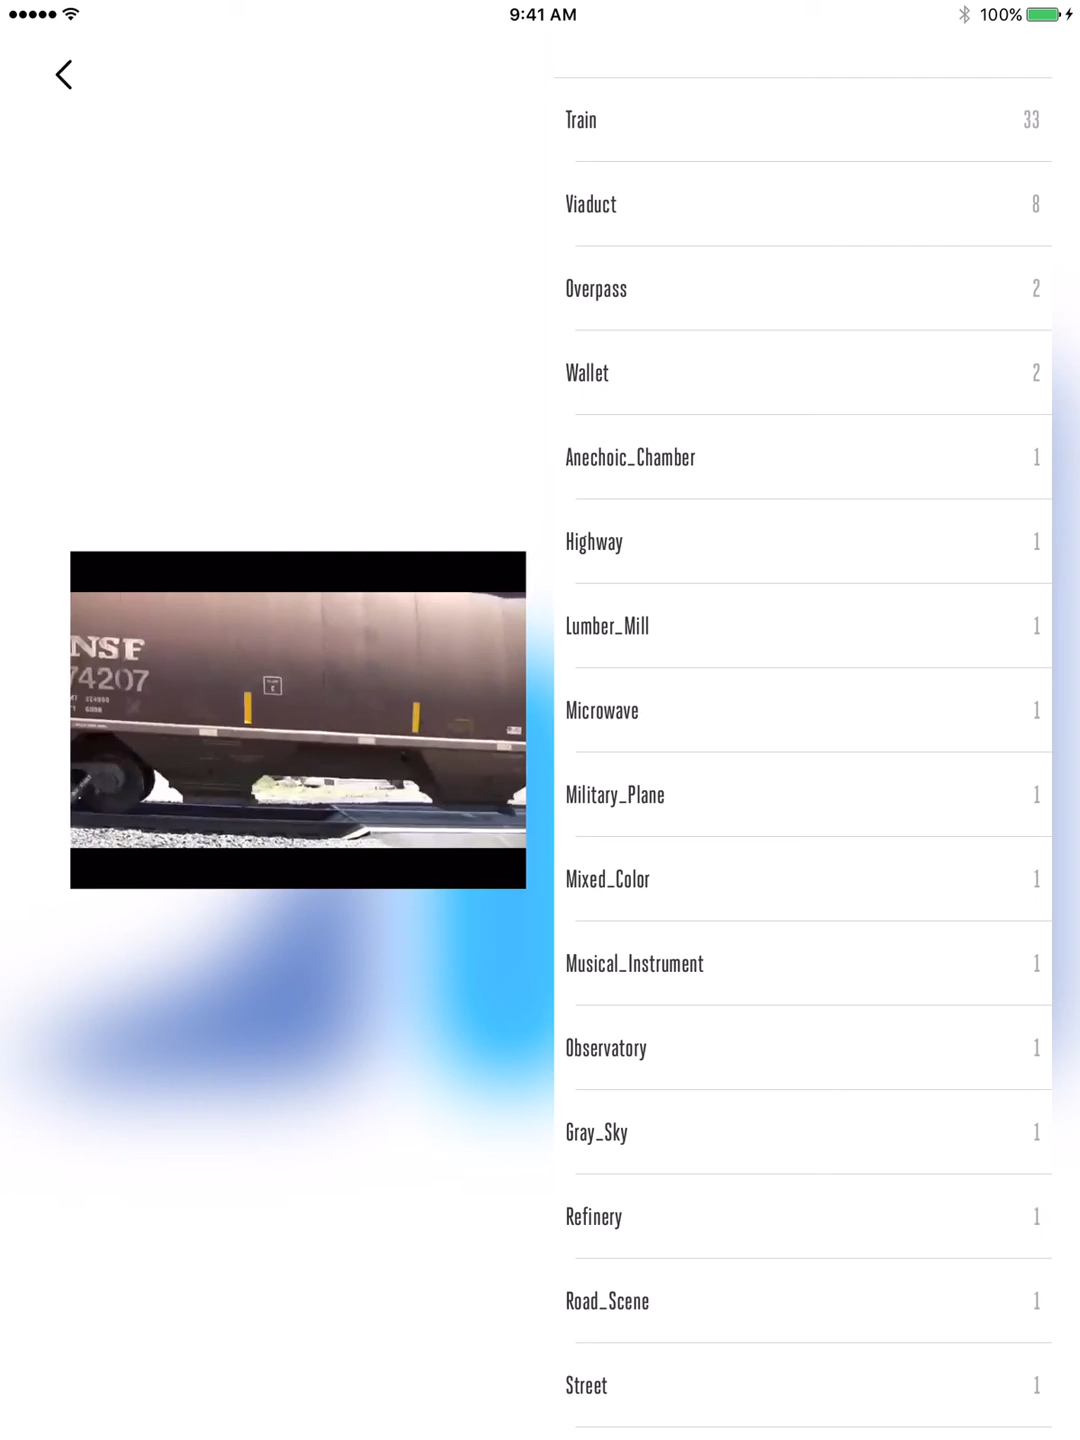 9:41 AM
100%
Train 33
Viaduct 8
Overpass 2
Wallet 2
Anechoic_Chamber 1
Highway 1
Lumber_Mill 1
Microwave 1
Military_Plane 1
Mixed_Color 1
Musical_Instrument 1
Observatory 1
Gray_Sky 1
Refinery 1
Road_Scene 1
Street 1
NSF
74207